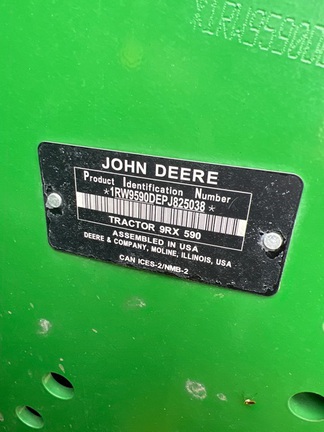 *1RW9590DE
JOHN DEERE
Product Identification Number
*1RW9590DEPJ825038*
TRACTOR 9RX 590
ASSEMBLED IN USA
DEERE & COMPANY, MOLINE, ILLINOIS, USA
CAN ICES-2/NMB-2